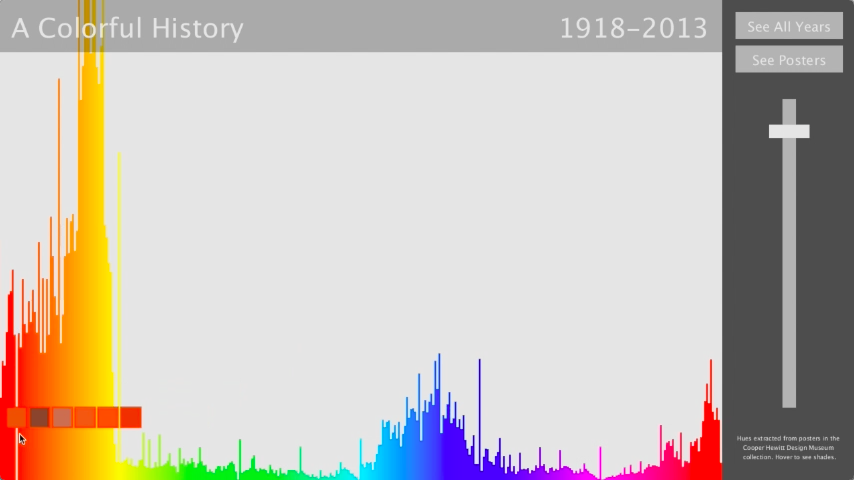 A Colorful History
1918–2013
See All Years
See Posters
Hues extracted from posters in the
Cooper Hewitt Design Museum
collection. Hover to see shades.